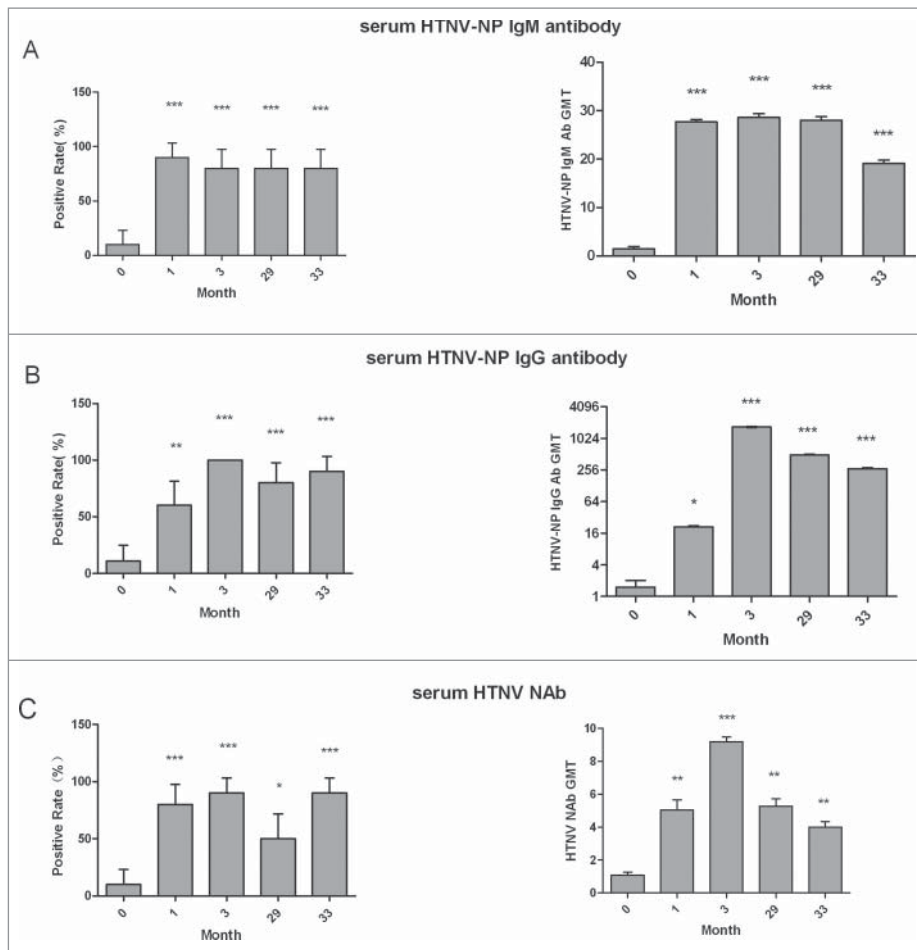 serum HTNV-NP IgM antibody
A
Positive Rate( %)
150
100
50
0
*** *** *** ***
0 1 3 29 33
Month
HTNV-NP IgM Ab GMT
40
30
20
10
0
*** *** *** ***
0 1 3 29 33
Month
serum HTNV-NP IgG antibody
B
Positive Rate( %)
150
100
50
0
** *** *** ***
0 1 3 29 33
Month
HTNV-NP IgG Ab GMT
4096
1024
256
64
16
4
1
* *** *** ***
0 1 3 29 33
Month
serum HTNV NAb
C
Positive Rate (%)
150
100
50
0
*** *** * ***
0 1 3 29 33
Month
HTNV NAb GMT
10
8
6
4
2
0
** *** ** **
0 1 3 29 33
Month